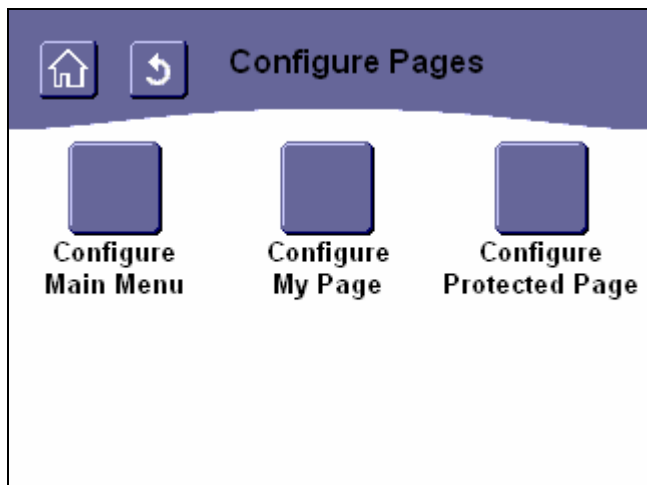 Configure Pages
Configure
Main Menu
Configure
My Page
Configure
Protected Page